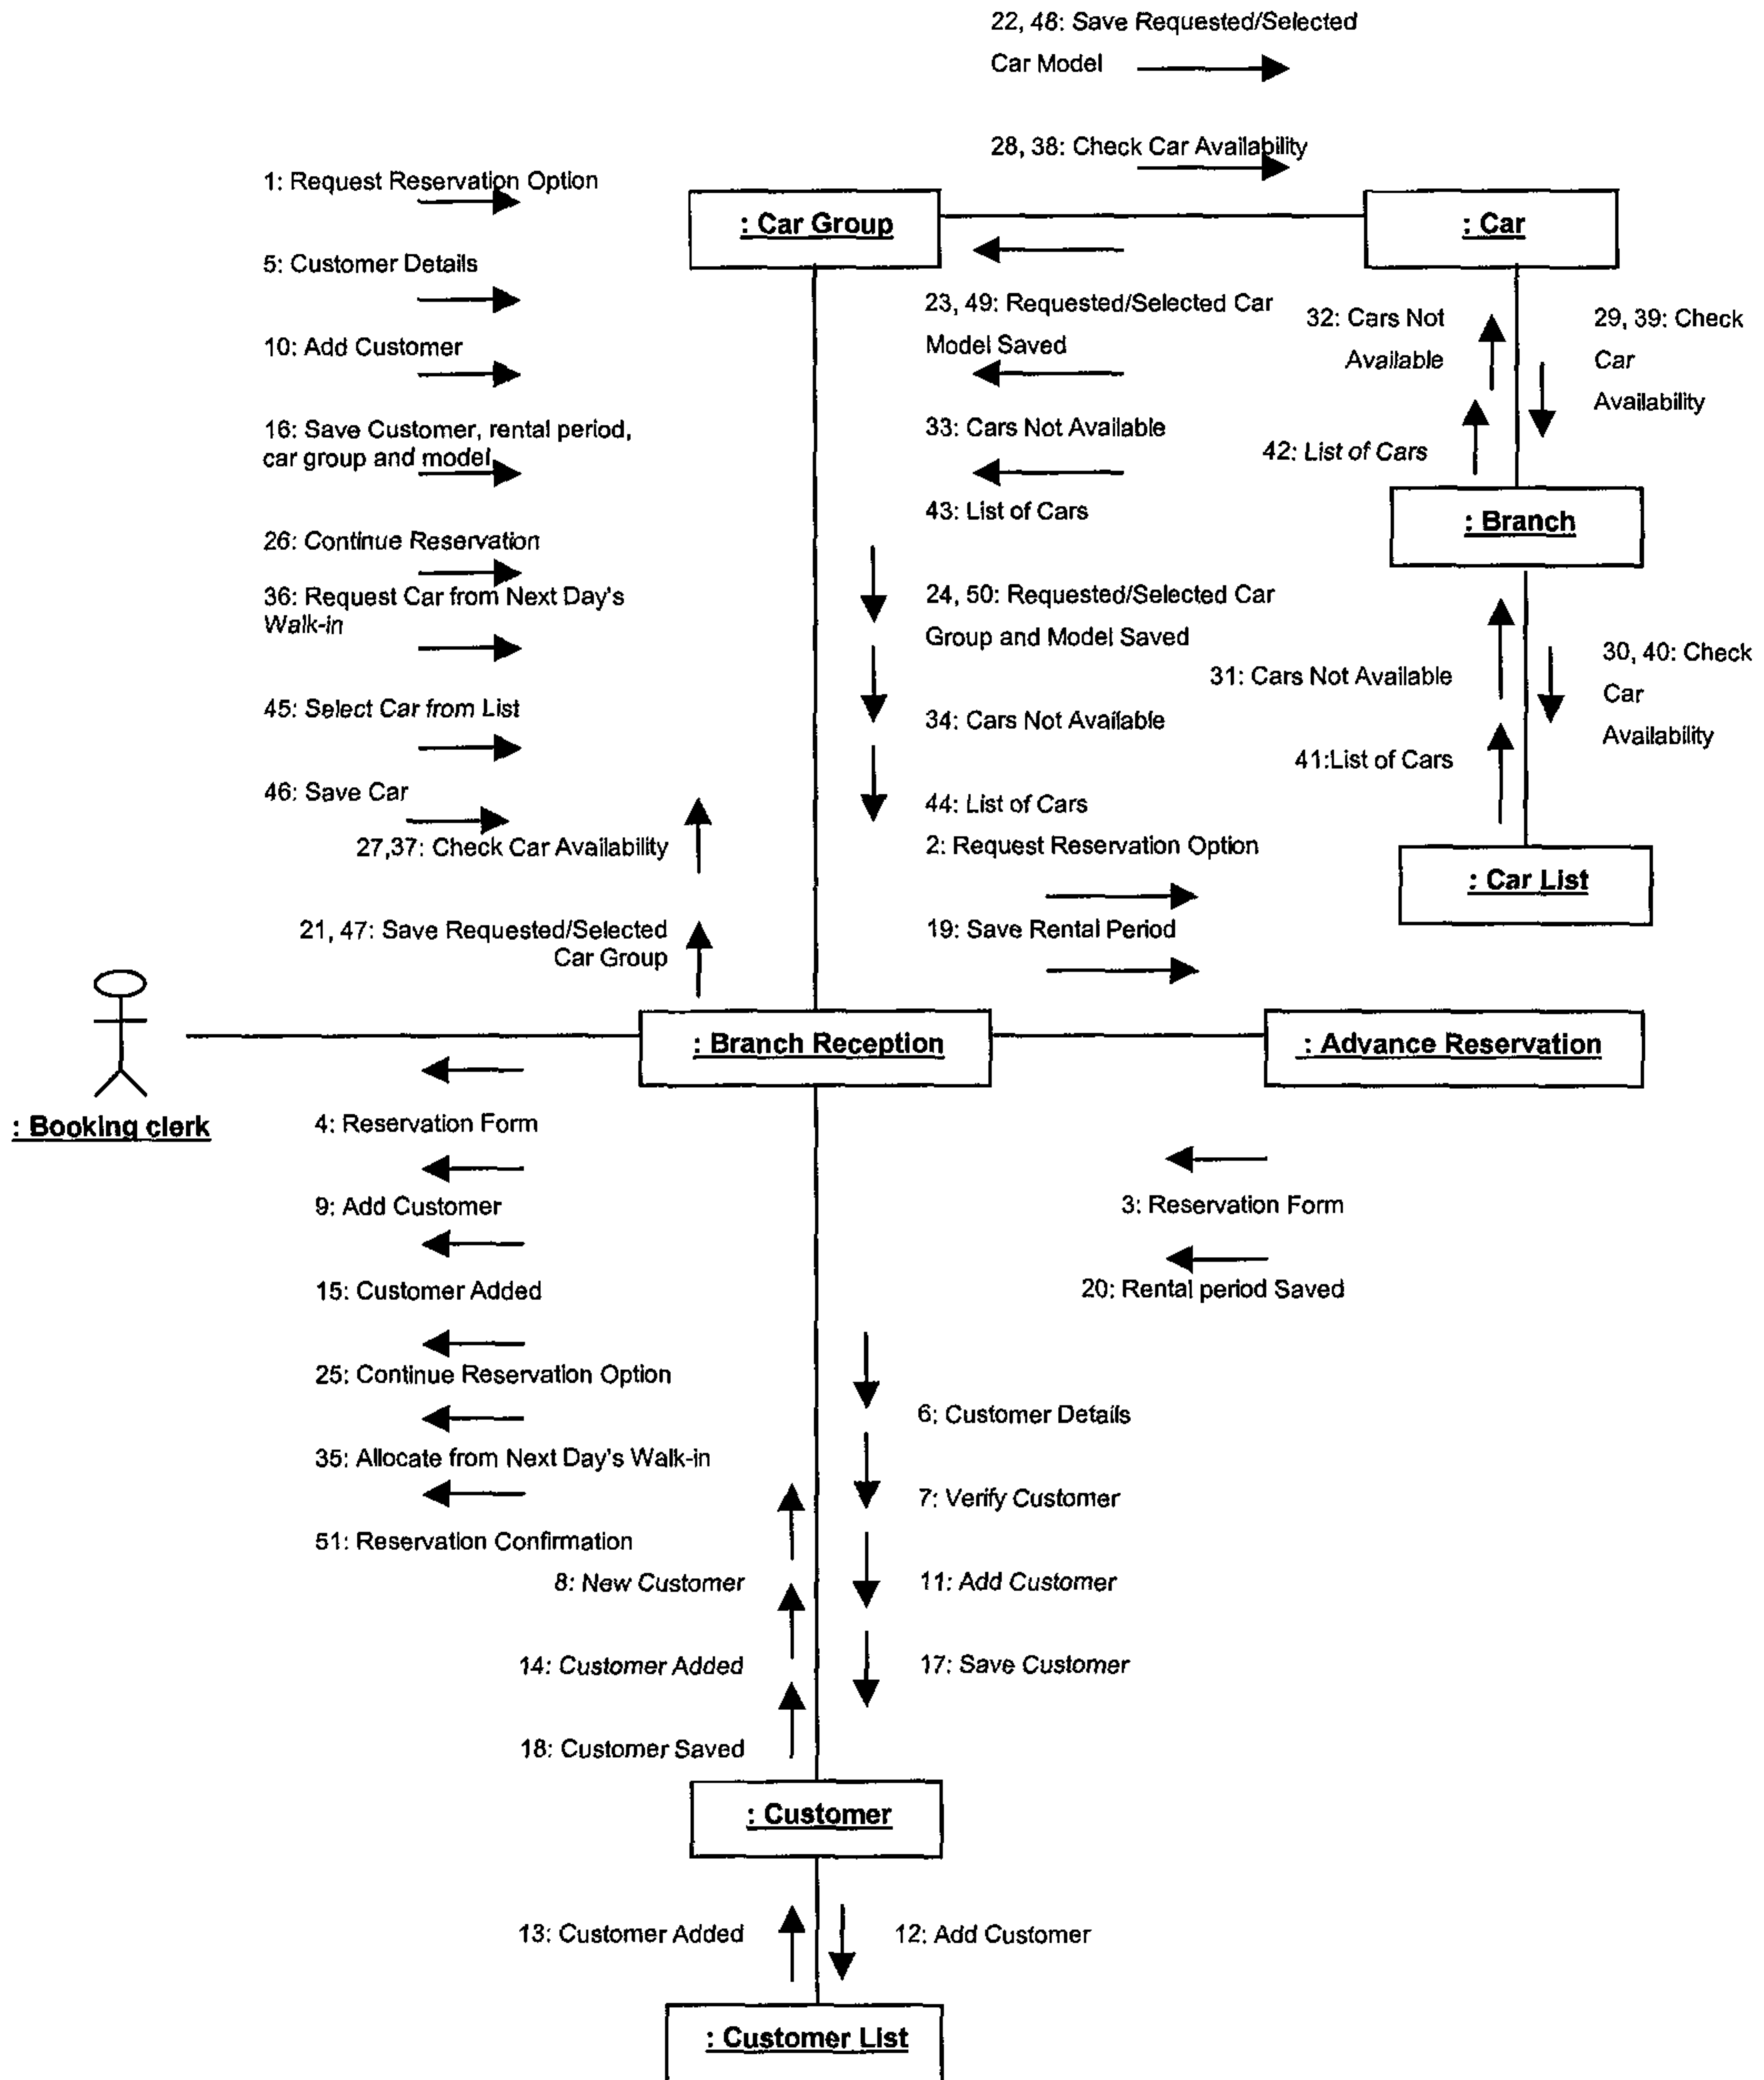 22, 48: Save Requested/Selected
Car Model
28, 38: Check Car Availability
1: Request Reservation Option
: Car Group
: Car
5: Customer Details
23, 49: Requested/Selected Car
Model Saved
32: Cars Not
Available
29, 39: Check
Car
Availability
10: Add Customer
16: Save Customer, rental period,
car group and model
33: Cars Not Available
42: List of Cars
43: List of Cars
: Branch
26: Continue Reservation
36: Request Car from Next Day's
Walk-in
24, 50: Requested/Selected Car
Group and Model Saved
31: Cars Not Available
30, 40: Check
Car
Availability
45: Select Car from List
34: Cars Not Available
41:List of Cars
46: Save Car
44: List of Cars
27,37: Check Car Availability
2: Request Reservation Option
: Car List
21, 47: Save Requested/Selected
Car Group
19: Save Rental Period
: Branch Reception
: Advance Reservation
: Booking clerk
4: Reservation Form
9: Add Customer
3: Reservation Form
15: Customer Added
20: Rental period Saved
25: Continue Reservation Option
6: Customer Details
35: Allocate from Next Day's Walk-in
7: Verify Customer
51: Reservation Confirmation
8: New Customer
11: Add Customer
14: Customer Added
17: Save Customer
18: Customer Saved
: Customer
13: Customer Added
12: Add Customer
: Customer List